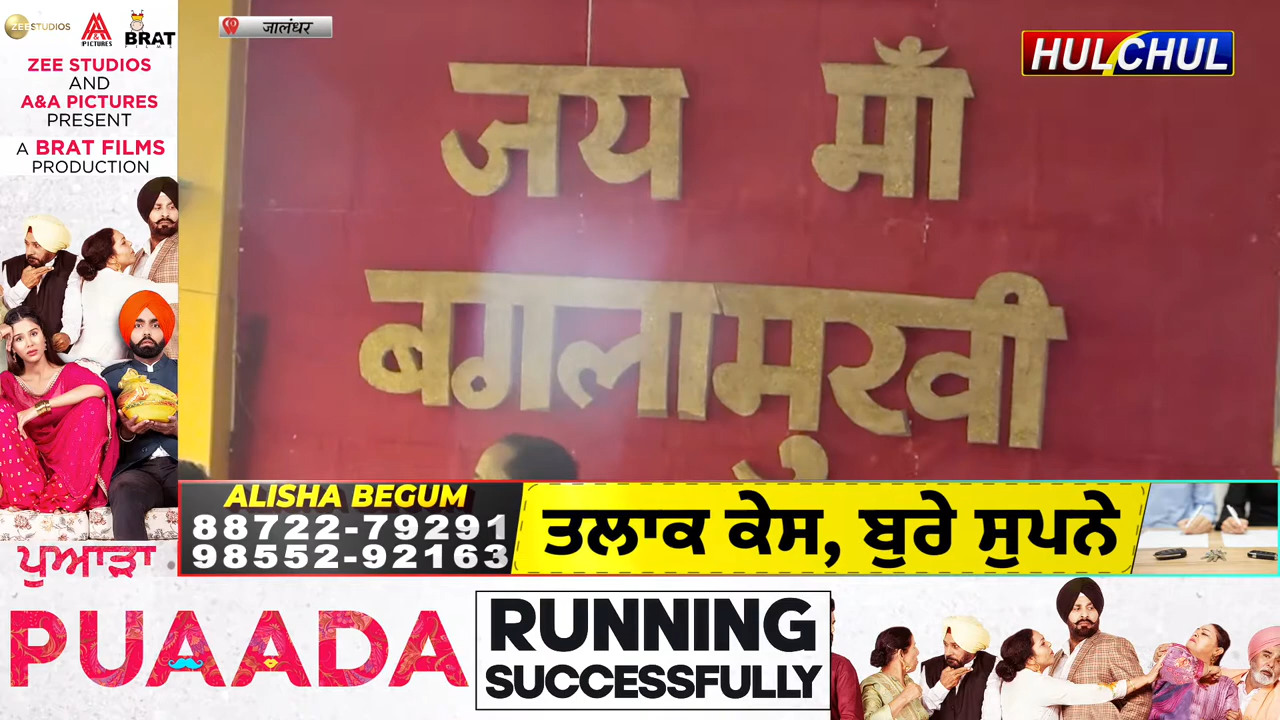 ZEE STUDIOS
A&A PICTURES
BRAT FILMS
ZEE STUDIOS
AND
A&A PICTURES
PRESENT
A BRAT FILMS
PRODUCTION
जालंधर
HULCHUL
जय माँ
बगलामुखी
ALISHA BEGUM
88722-79291
98552-92163
ਤਲਾਕ ਕੇਸ, ਬੁਰੇ ਸੁਪਨੇ
ਪੁਆੜਾ
PUAADA
RUNNING
SUCCESSFULLY